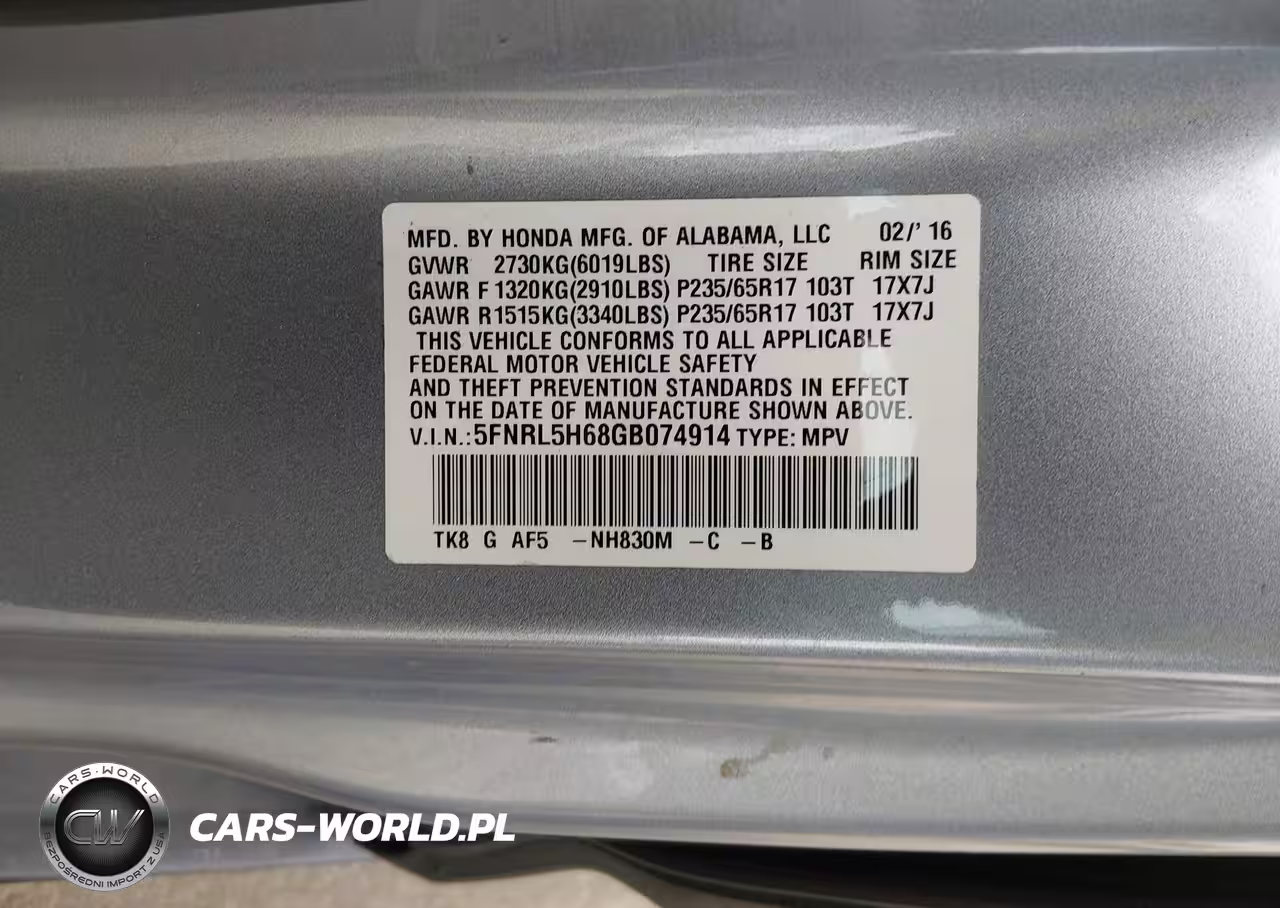 MFD. BY HONDA MFG. OF ALABAMA, LLC 02/' 16
GVWR 2730KG(6019LBS) TIRE SIZE RIM SIZE
GAWR F 1320KG(2910LBS) P235/65R17 103T 17X7J
GAWR R1515KG(3340LBS) P235/65R17 103T 17X7J
THIS VEHICLE CONFORMS TO ALL APPLICABLE
FEDERAL MOTOR VEHICLE SAFETY
AND THEFT PREVENTION STANDARDS IN EFFECT
ON THE DATE OF MANUFACTURE SHOWN ABOVE.
V.I.N.:5FNRL5H68GB074914 TYPE: MPV
TK8 G AF5 -NH830M -C -B
CARS-WORLD
CW
BEZPOŚREDNI IMPORT Z USA
CARS-WORLD.PL